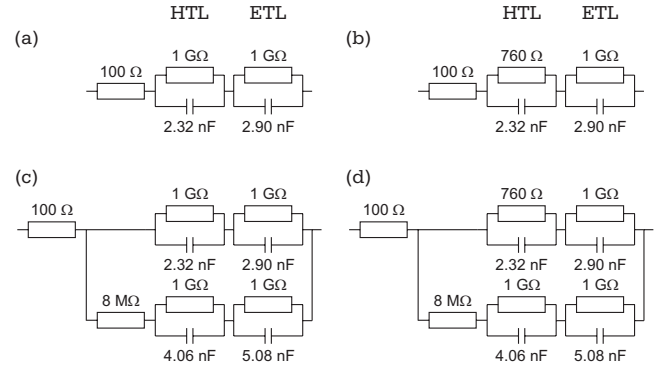 HTL ETL HTL ETL
(a) (b)
1 GΩ 1 GΩ 760 Ω 1 GΩ
100 Ω 100 Ω
2.32 nF 2.90 nF 2.32 nF 2.90 nF
(c) (d)
1 GΩ 1 GΩ 760 Ω 1 GΩ
100 Ω 100 Ω
2.32 nF 2.90 nF 2.32 nF 2.90 nF
8 MΩ 1 GΩ 1 GΩ 8 MΩ 1 GΩ 1 GΩ
4.06 nF 5.08 nF 4.06 nF 5.08 nF